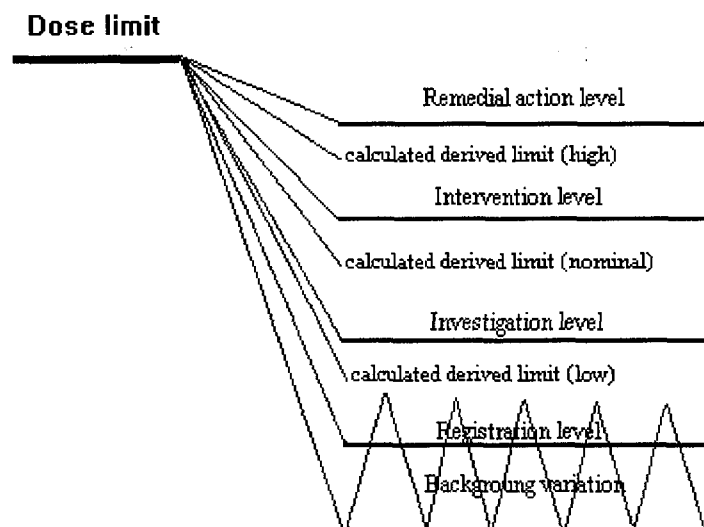 Dose limit
Remedial action level
calculated derived limit (high)
Intervention level
calculated derived limit (nominal)
Investigation level
calculated derived limit (low)
Registration level
Backgroung variation